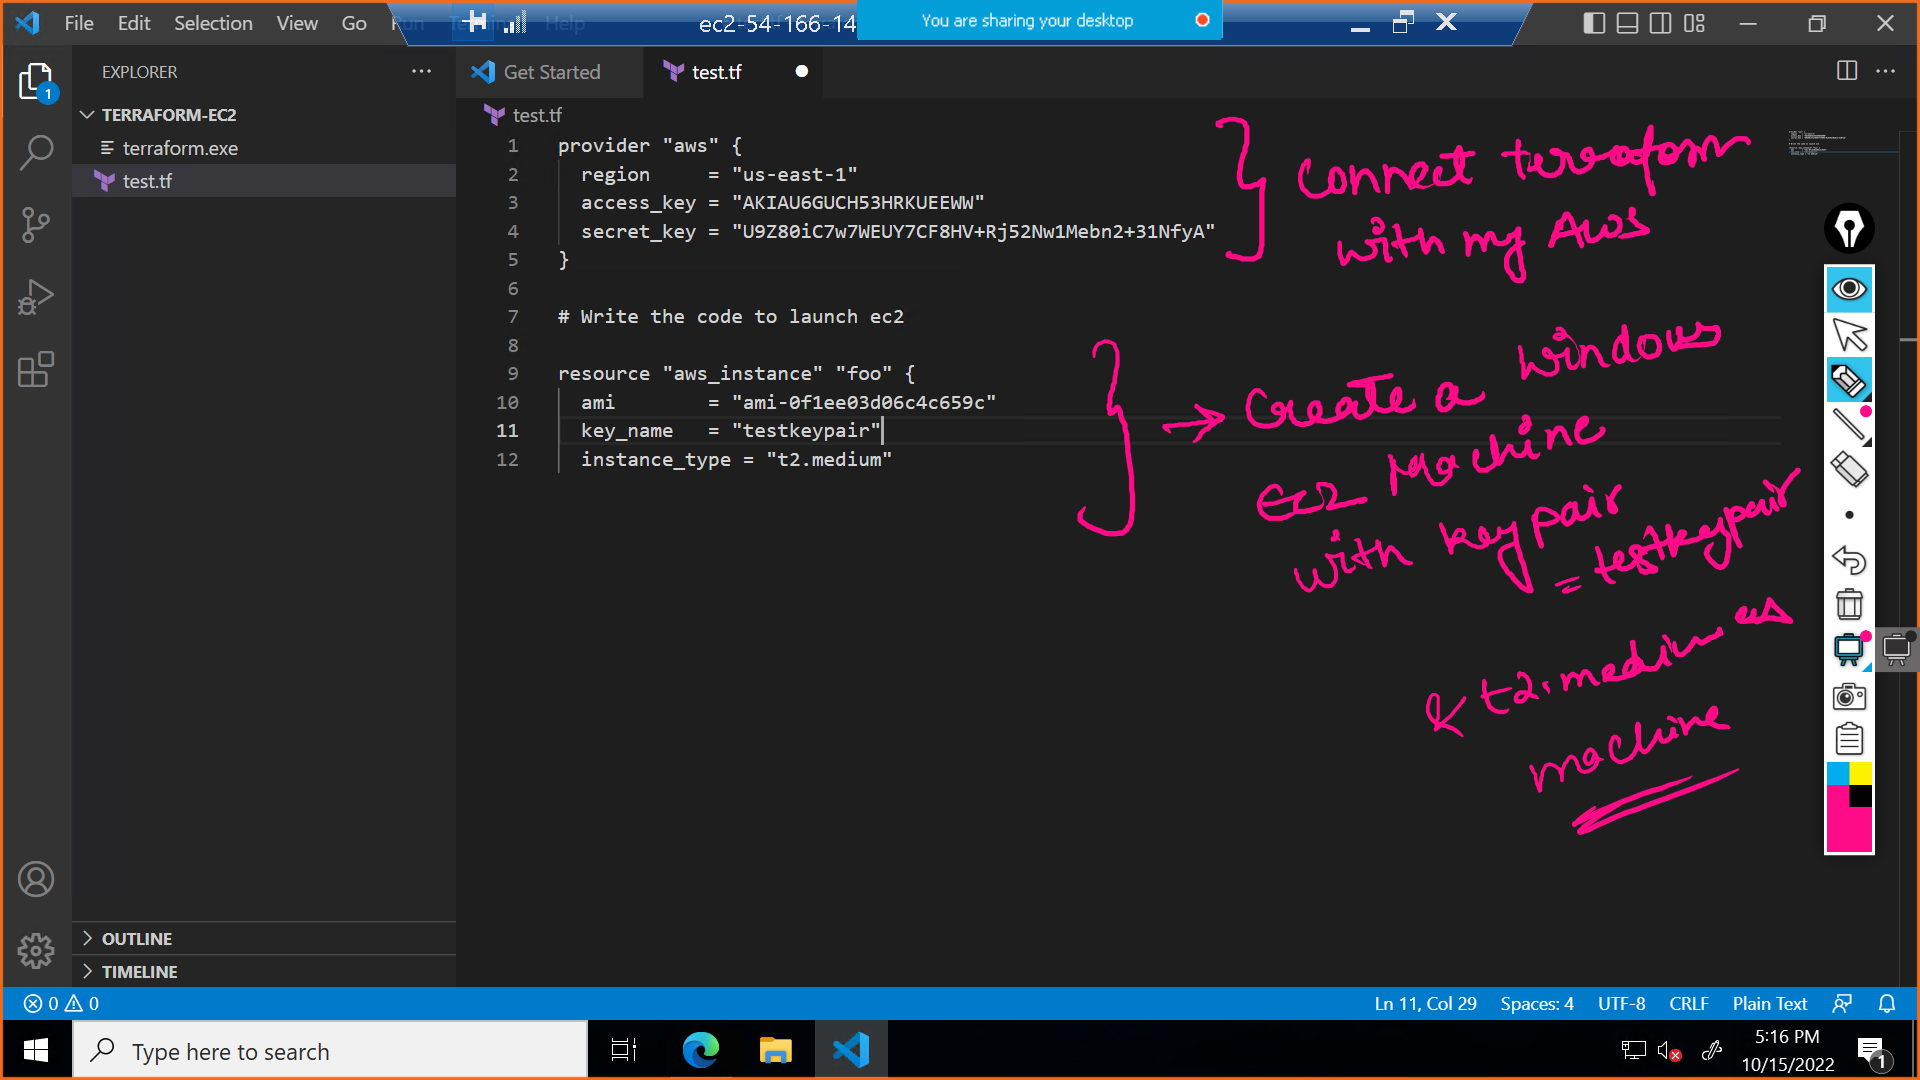 File Edit Selection View Go Run Help
ec2-54-166-14
You are sharing your desktop
EXPLORER
Get Started
test.tf
1
TERRAFORM-EC2
terraform.exe
test.tf
test.tf
1 provider "aws" {
2 region = "us-east-1"
3 access_key = "AKIAU6GUCH53HRKUEEWW"
4 secret_key = "U9Z80iC7w7WEUY7CF8HV+Rj52Nw1Mebn2+31NfyA"
5 }
6
7 # Write the code to launch ec2
8
9 resource "aws_instance" "foo" {
10 ami = "ami-0f1ee03d06c4c659c"
11 key_name = "testkeypair"
12 instance_type = "t2.medium"
Connect terraform
with my AWS
Create a Windows
EC2 Machine
with keypair
= testkeypair
& t2.medium as
machine
OUTLINE
TIMELINE
0 0
Ln 11, Col 29 Spaces: 4 UTF-8 CRLF Plain Text
Type here to search
5:16 PM
10/15/2022
1